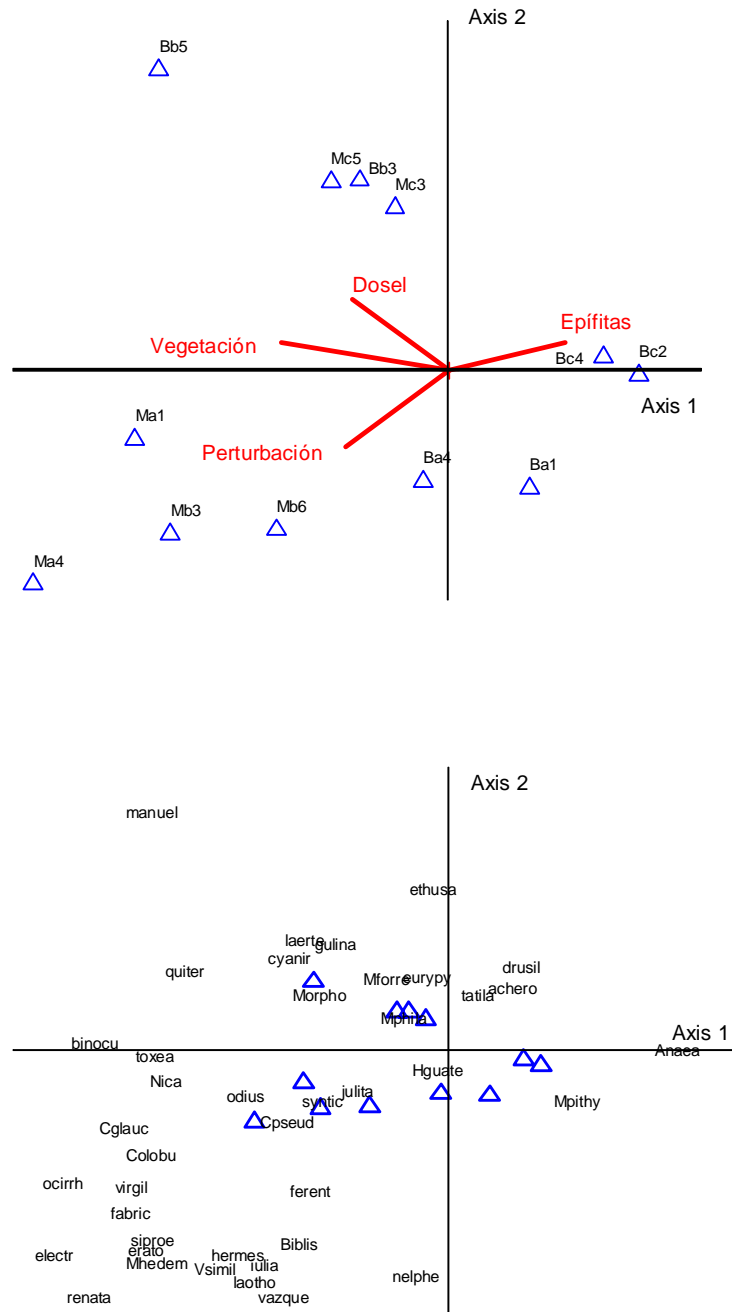 Axis 2
Bb5
Mc5
Bb3
Mc3
Dosel
Epífitas
Vegetación
Bc4
Bc2
Axis 1
Ma1
Perturbación
Ba4
Ba1
Mb3
Mb6
Ma4
Axis 2
manuel
ethusa
laerte
gulina
cyanir
quiter
Mforre
eurypy
drusil
Morpho
tatila
achero
Mphila
Axis 1
binocu
Anaea
toxea
Nica
Hguate
odius
julita
syntic
Mpithy
Cpseud
Cglauc
Colobu
ocirrh
virgil
ferent
fabric
siproe
erato
Biblis
electr
hermes
Mhedem
Vsimil
iulia
nelphe
laotho
renata
vazque